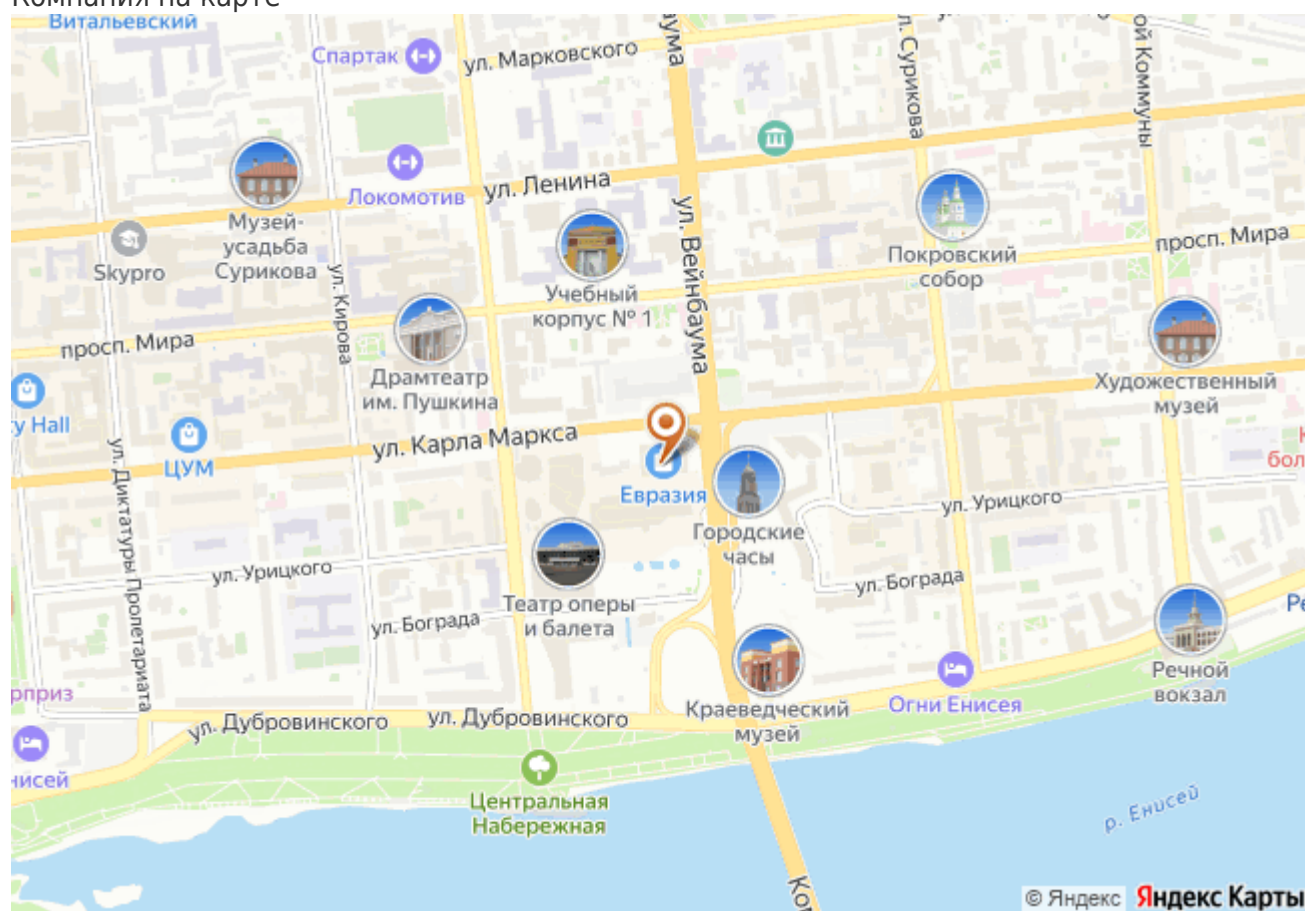 Компания на карте
Витальевский
Спартак
ул. Марковского
ул. Сурикова
Локомотив
ул. Ленина
Музей-
усадьба
Сурикова
Skypro
ул. Кирова
Учебный
корпус № 1
ул. Вейнбаума
Покровский
собор
просп. Мира
просп. Мира
Драмтеатр
им. Пушкина
Художественный
музей
ЦУМ
ул. Карла Маркса
Евразия
Городские
часы
ул. Урицкого
ул. Диктатуры Пролетариата
ул. Урицкого
Театр оперы
и балета
ул. Бограда
ул. Бограда
Речной
вокзал
Краеведческий
музей
Огни Енисея
ул. Дубровинского
ул. Дубровинского
Центральная
Набережная
р. Енисей
© Яндекс Яндекс Карты